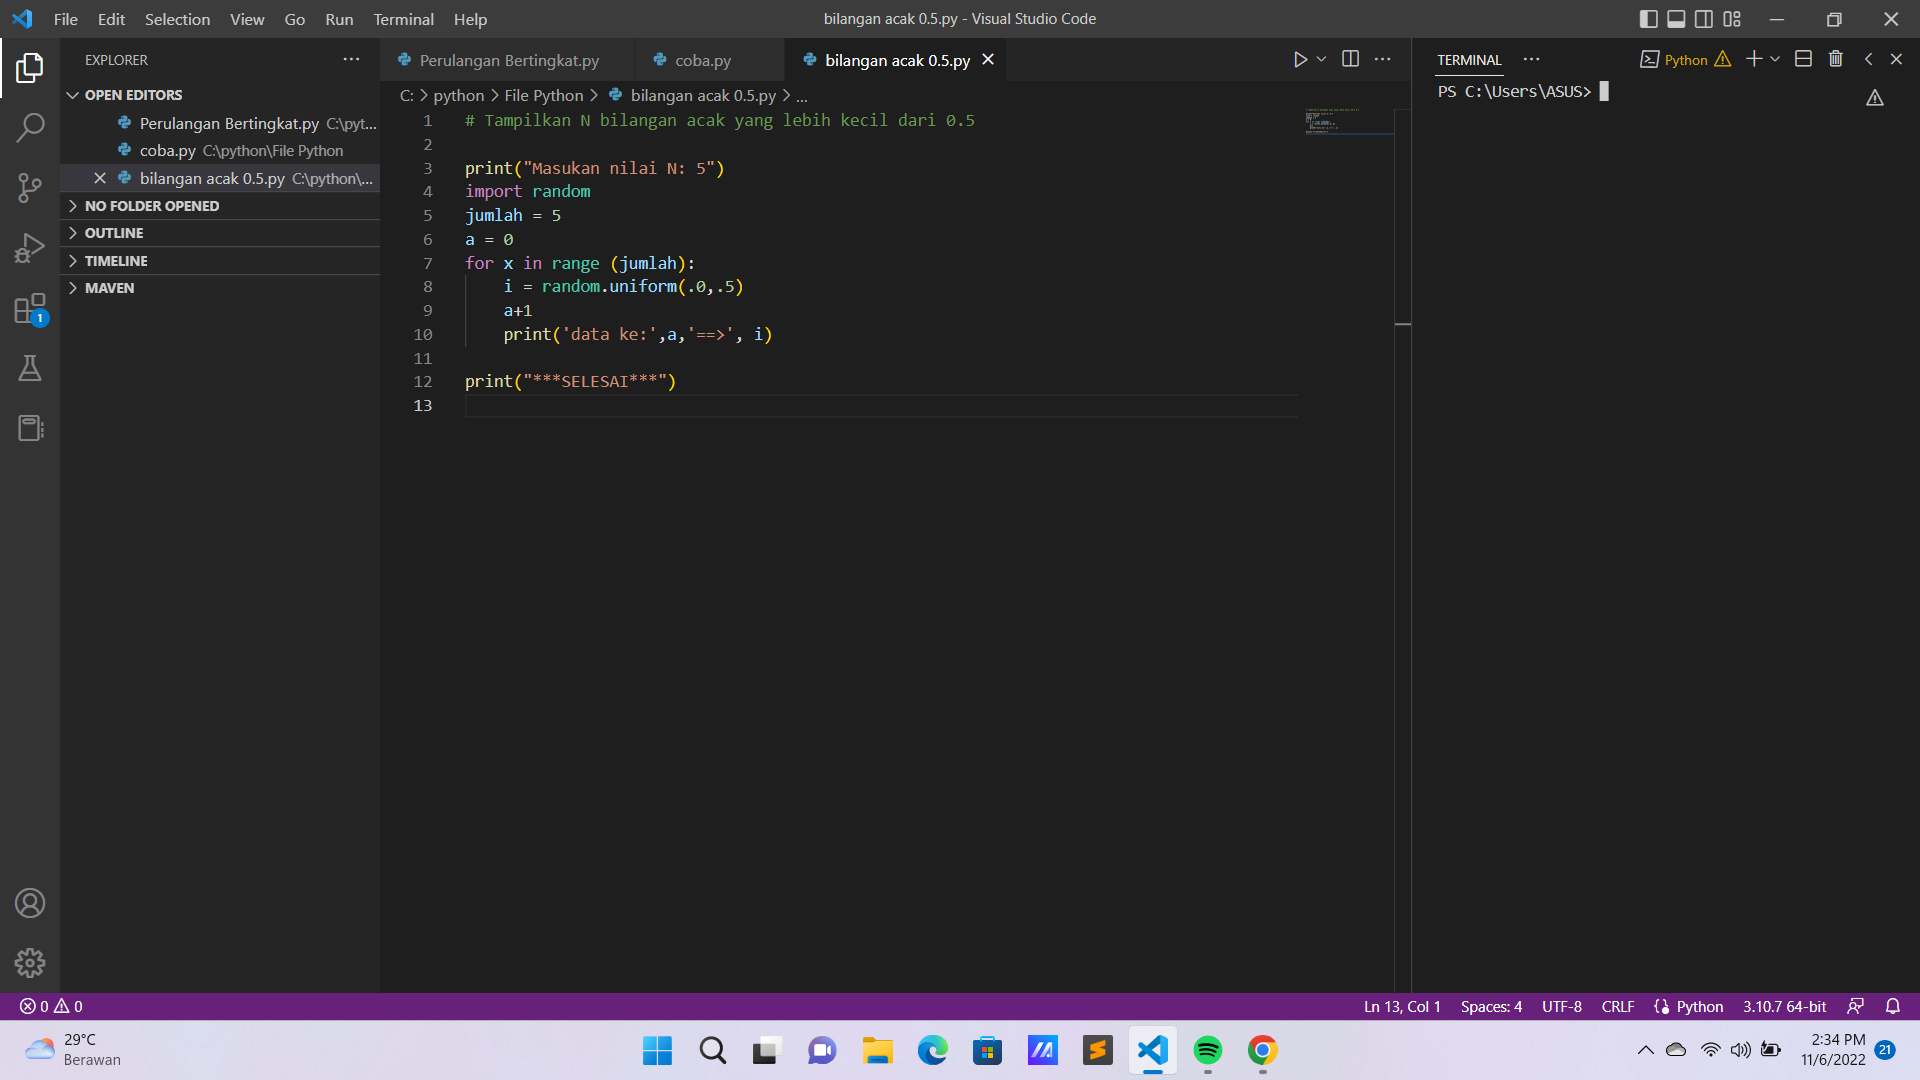 File Edit Selection View Go Run Terminal Help
bilangan acak 0.5.py - Visual Studio Code
EXPLORER
OPEN EDITORS
Perulangan Bertingkat.py C:\pyt...
coba.py C:\python\File Python
bilangan acak 0.5.py C:\python\...
NO FOLDER OPENED
OUTLINE
TIMELINE
MAVEN
1
Perulangan Bertingkat.py coba.py bilangan acak 0.5.py
C: > python > File Python > bilangan acak 0.5.py > ...
1 # Tampilkan N bilangan acak yang lebih kecil dari 0.5
2
3 print("Masukan nilai N: 5")
4 import random
5 jumlah = 5
6 a = 0
7 for x in range (jumlah):
8 i = random.uniform(.0,.5)
9 a+1
10 print('data ke:',a,'==>', i)
11
12 print("***SELESAI***")
13
TERMINAL
Python
PS C:\Users\ASUS>
0 0
Ln 13, Col 1 Spaces: 4 UTF-8 CRLF Python 3.10.7 64-bit
29°C
Berawan
2:34 PM
11/6/2022
21